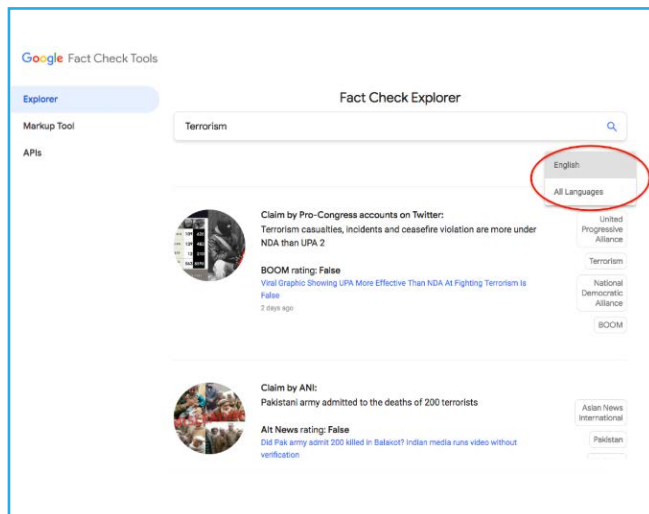 Google Fact Check Tools
Explorer
Markup Tool
APIs
Fact Check Explorer
Terrorism
English
All Languages
Claim by Pro-Congress accounts on Twitter:
Terrorism casualties, incidents and ceasefire violation are more under
NDA than UPA 2
BOOM rating: False
Viral Graphic Showing UPA More Effective Than NDA At Fighting Terrorism Is
False
2 days ago
United
Progressive
Alliance
Terrorism
National
Democratic
Alliance
BOOM
Claim by ANI:
Pakistani army admitted to the deaths of 200 terrorists
Alt News rating: False
Did Pak army admit 200 killed in Balakot? Indian media runs video without
verification
Asian News
International
Pakistan